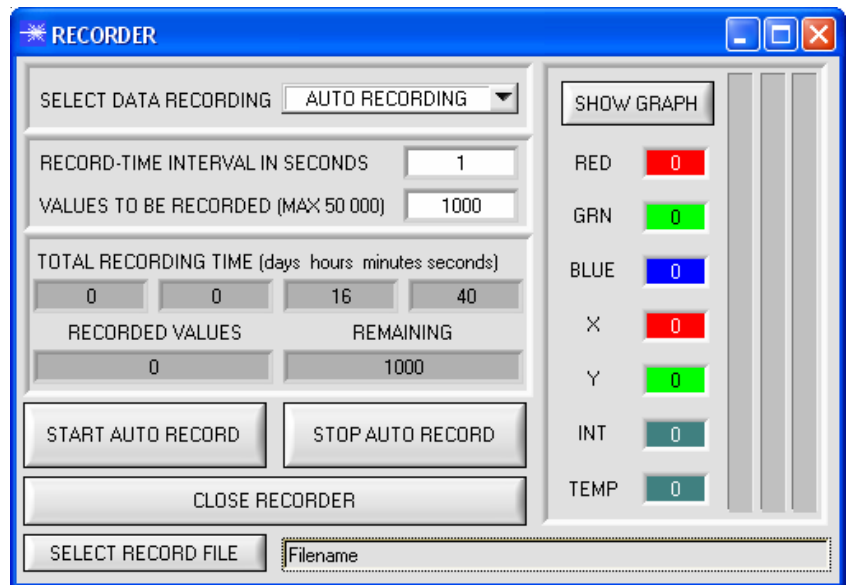 RECORDER
SELECT DATA RECORDING AUTO RECORDING
RECORD-TIME INTERVAL IN SECONDS 1
VALUES TO BE RECORDED (MAX 50 000) 1000
TOTAL RECORDING TIME (days hours minutes seconds)
0 0 16 40
RECORDED VALUES REMAINING
0 1000
START AUTO RECORD STOP AUTO RECORD
CLOSE RECORDER
SELECT RECORD FILE Filename
SHOW GRAPH
RED 0
GRN 0
BLUE 0
X 0
Y 0
INT 0
TEMP 0